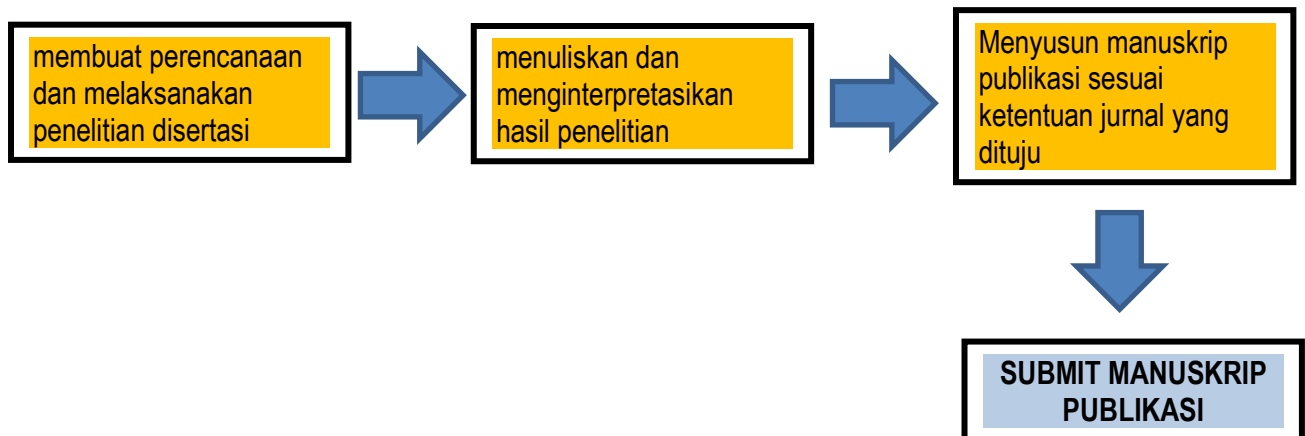 membuat perencanaan
dan melaksanakan
penelitian disertasi
menuliskan dan
menginterpretasikan
hasil penelitian
Menyusun manuskrip
publikasi sesuai
ketentuan jurnal yang
dituju
SUBMIT MANUSKRIP
PUBLIKASI